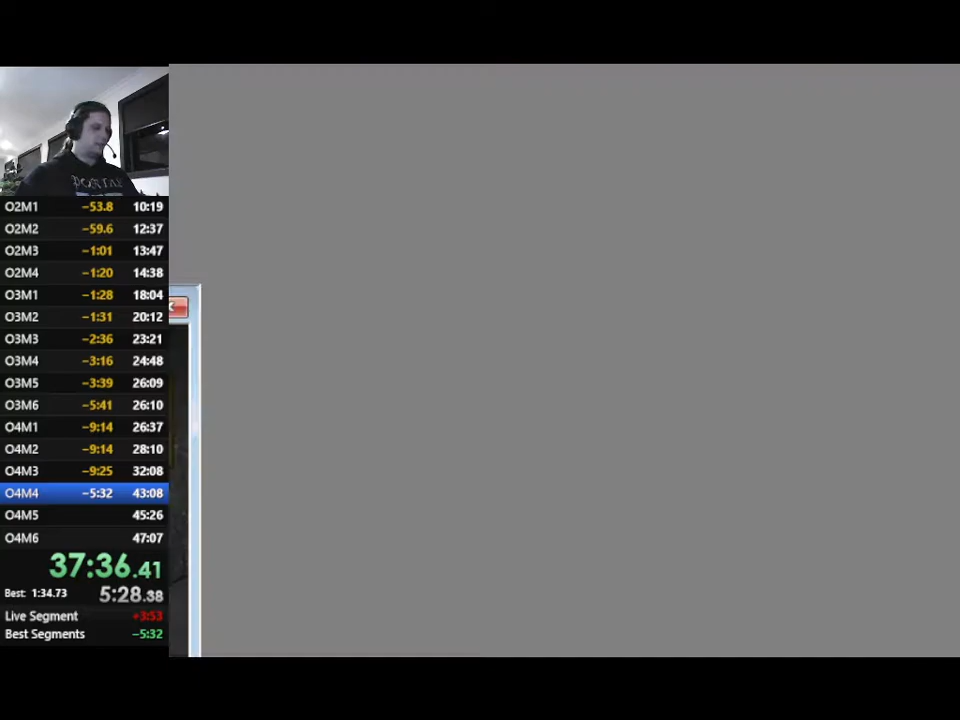 PORTAL
O2M1 −53.8 10:19
O2M2 −59.6 12:37
O2M3 −1:01 13:47
O2M4 −1:20 14:38
O3M1 −1:28 18:04
O3M2 −1:31 20:12
O3M3 −2:36 23:21
O3M4 −3:16 24:48
O3M5 −3:39 26:09
O3M6 −5:41 26:10
O4M1 −9:14 26:37
O4M2 −9:14 28:10
O4M3 −9:25 32:08
O4M4 −5:32 43:08
O4M5 45:26
O4M6 47:07
37:36.41
Best: 1:34.73 5:28.38
Live Segment +3:53
Best Segments −5:32